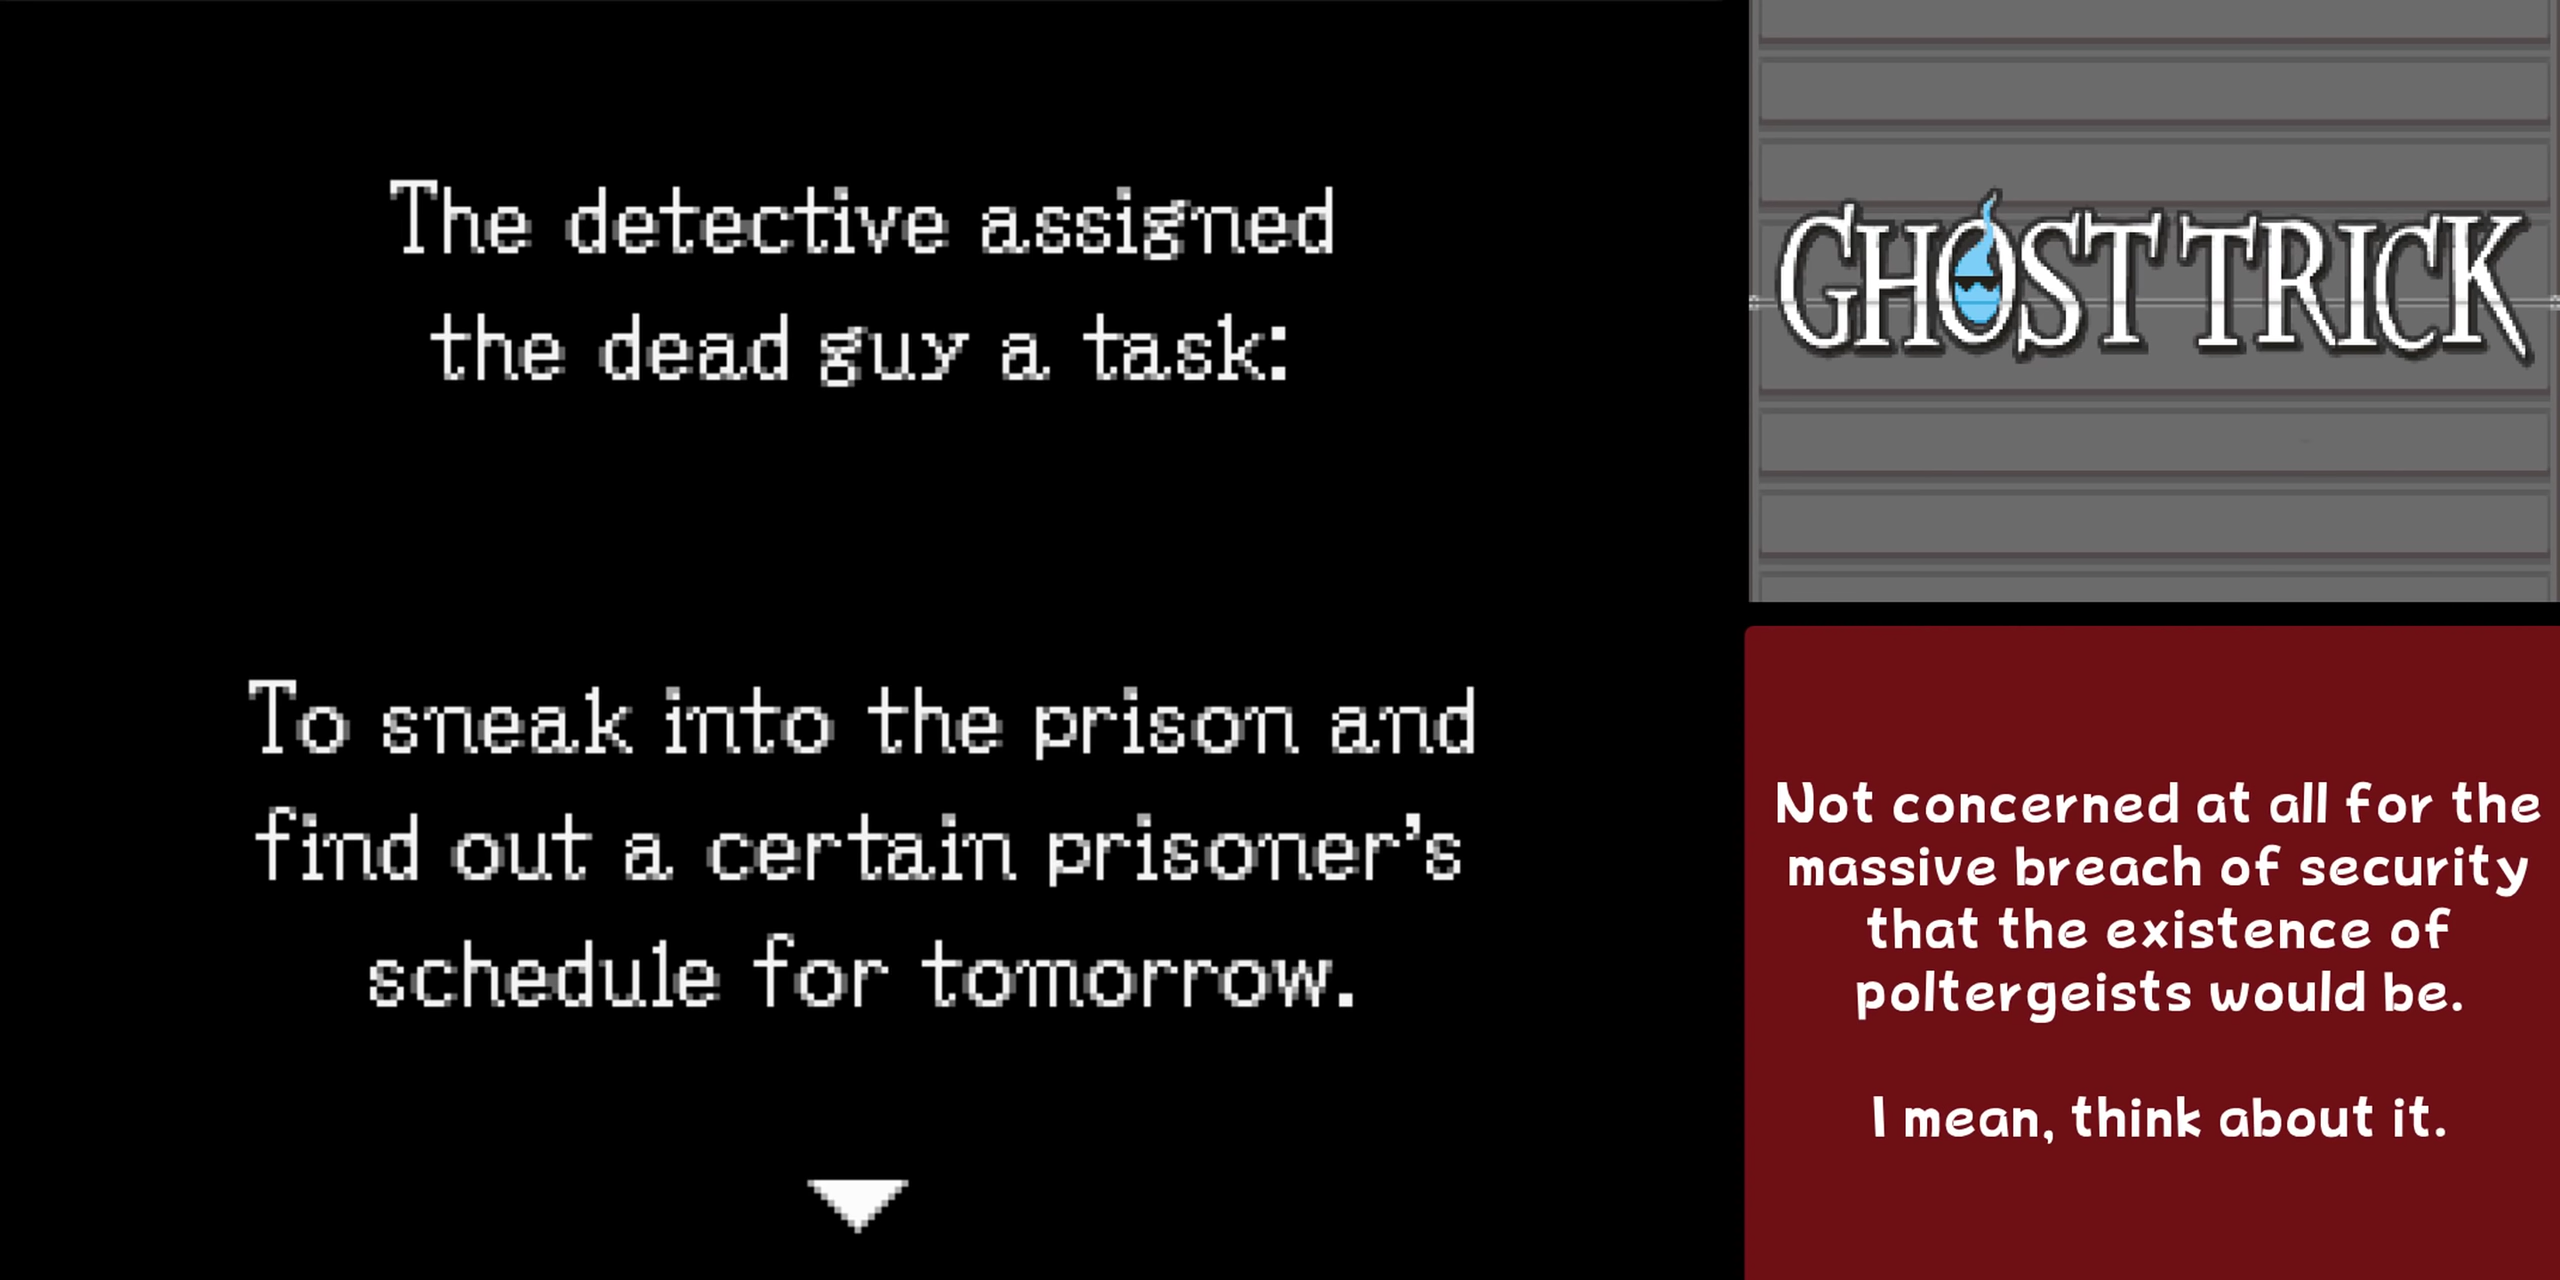 The detective assigned
the dead guy a task:
To sneak into the prison and
find out a certain prisoner's
schedule for tomorrow.
GHOST TRICK
Not concerned at all for the
massive breach of security
that the existence of
poltergeists would be.
I mean, think about it.